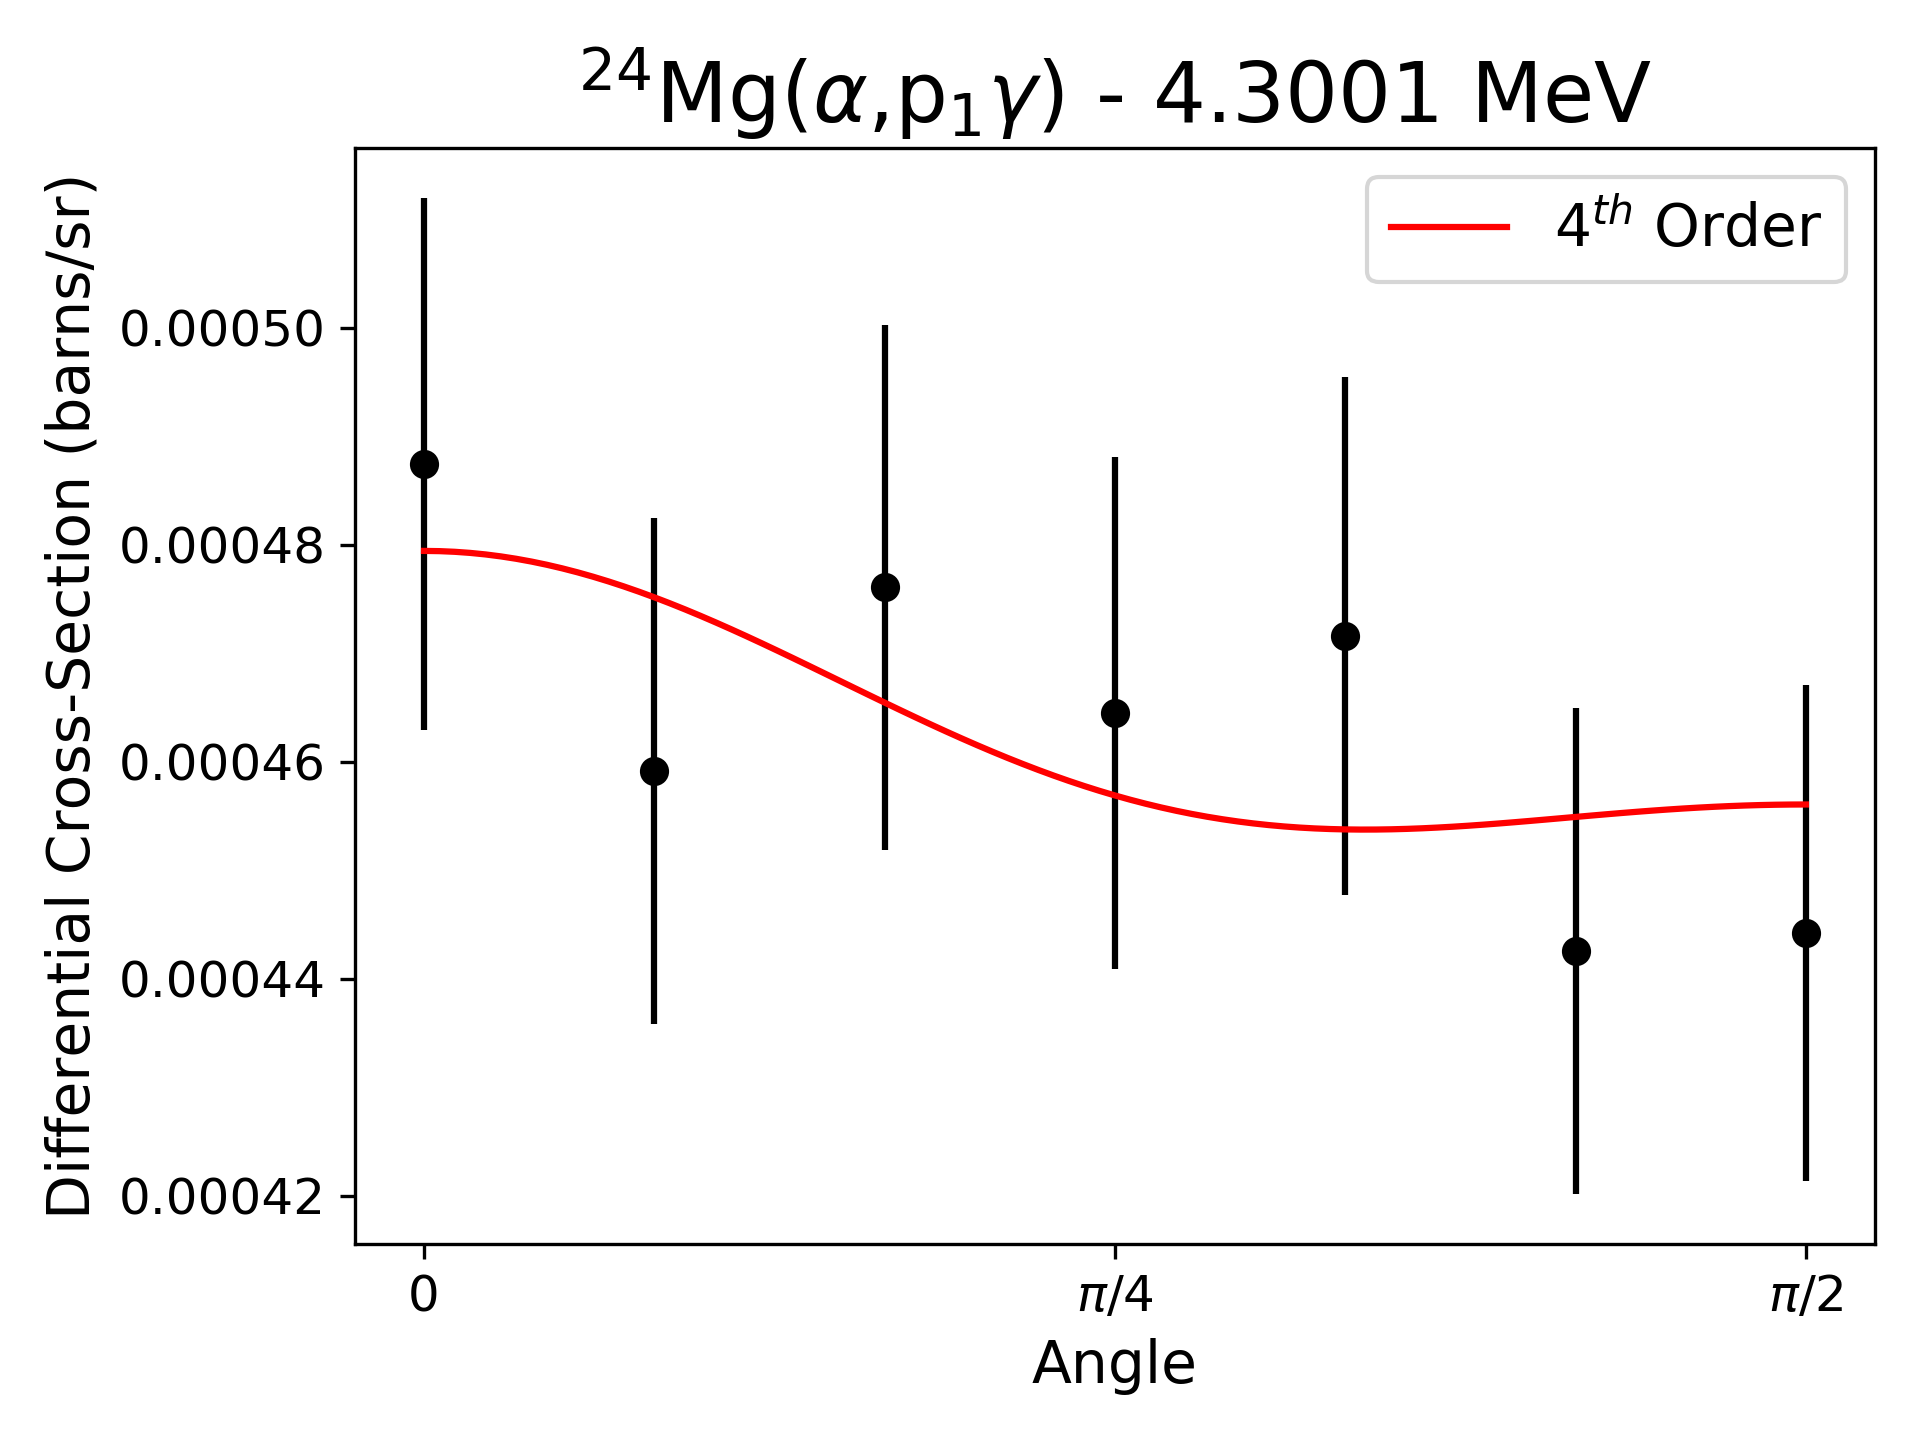 ²⁴Mg(α,p₁γ) - 4.3001 MeV
4ᵗʰ Order
Differential Cross-Section (barns/sr)
0.00050
0.00048
0.00046
0.00044
0.00042
0 π/4 π/2
Angle